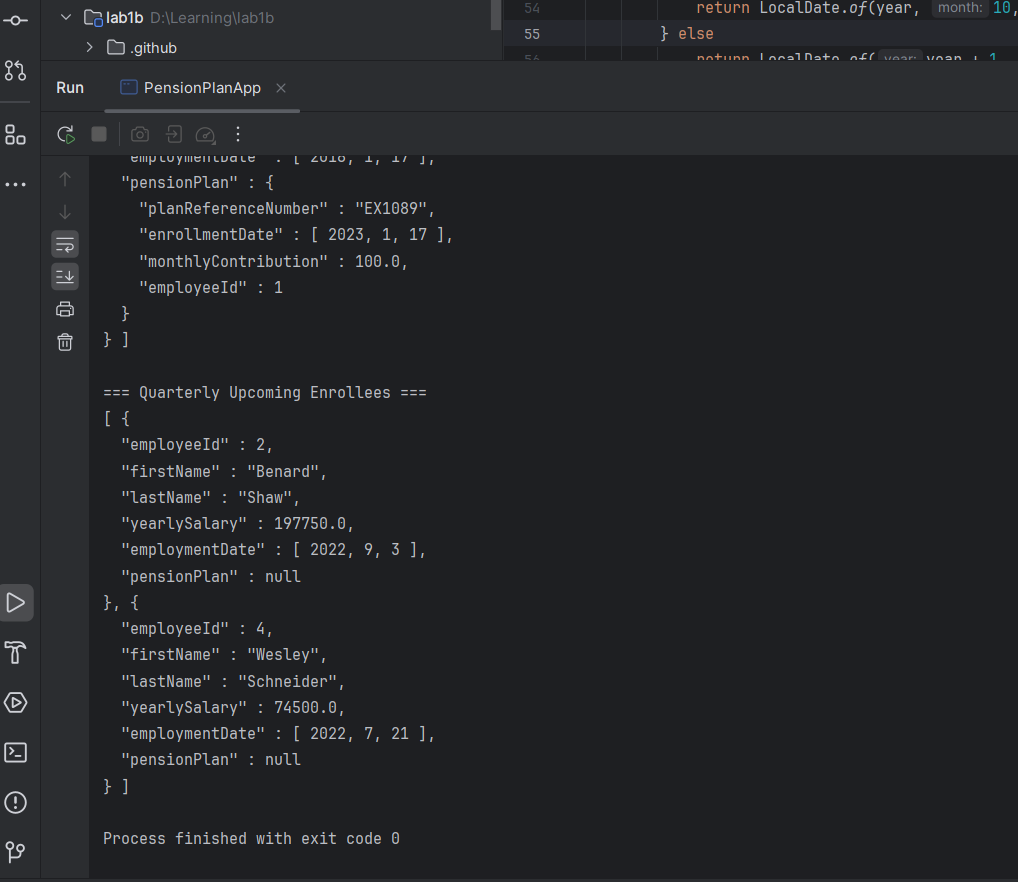 lab1b D:\Learning\lab1b
.github
54 return LocalDate.of(year, month: 10,
55 } else
56 return LocalDate.of( year: year + 1
Run PensionPlanApp
"employmentDate" : [ 2018, 1, 17 ],
"pensionPlan" : {
"planReferenceNumber" : "EX1089",
"enrollmentDate" : [ 2023, 1, 17 ],
"monthlyContribution" : 100.0,
"employeeId" : 1
}
} ]
=== Quarterly Upcoming Enrollees ===
[ {
"employeeId" : 2,
"firstName" : "Benard",
"lastName" : "Shaw",
"yearlySalary" : 197750.0,
"employmentDate" : [ 2022, 9, 3 ],
"pensionPlan" : null
}, {
"employeeId" : 4,
"firstName" : "Wesley",
"lastName" : "Schneider",
"yearlySalary" : 74500.0,
"employmentDate" : [ 2022, 7, 21 ],
"pensionPlan" : null
} ]
Process finished with exit code 0